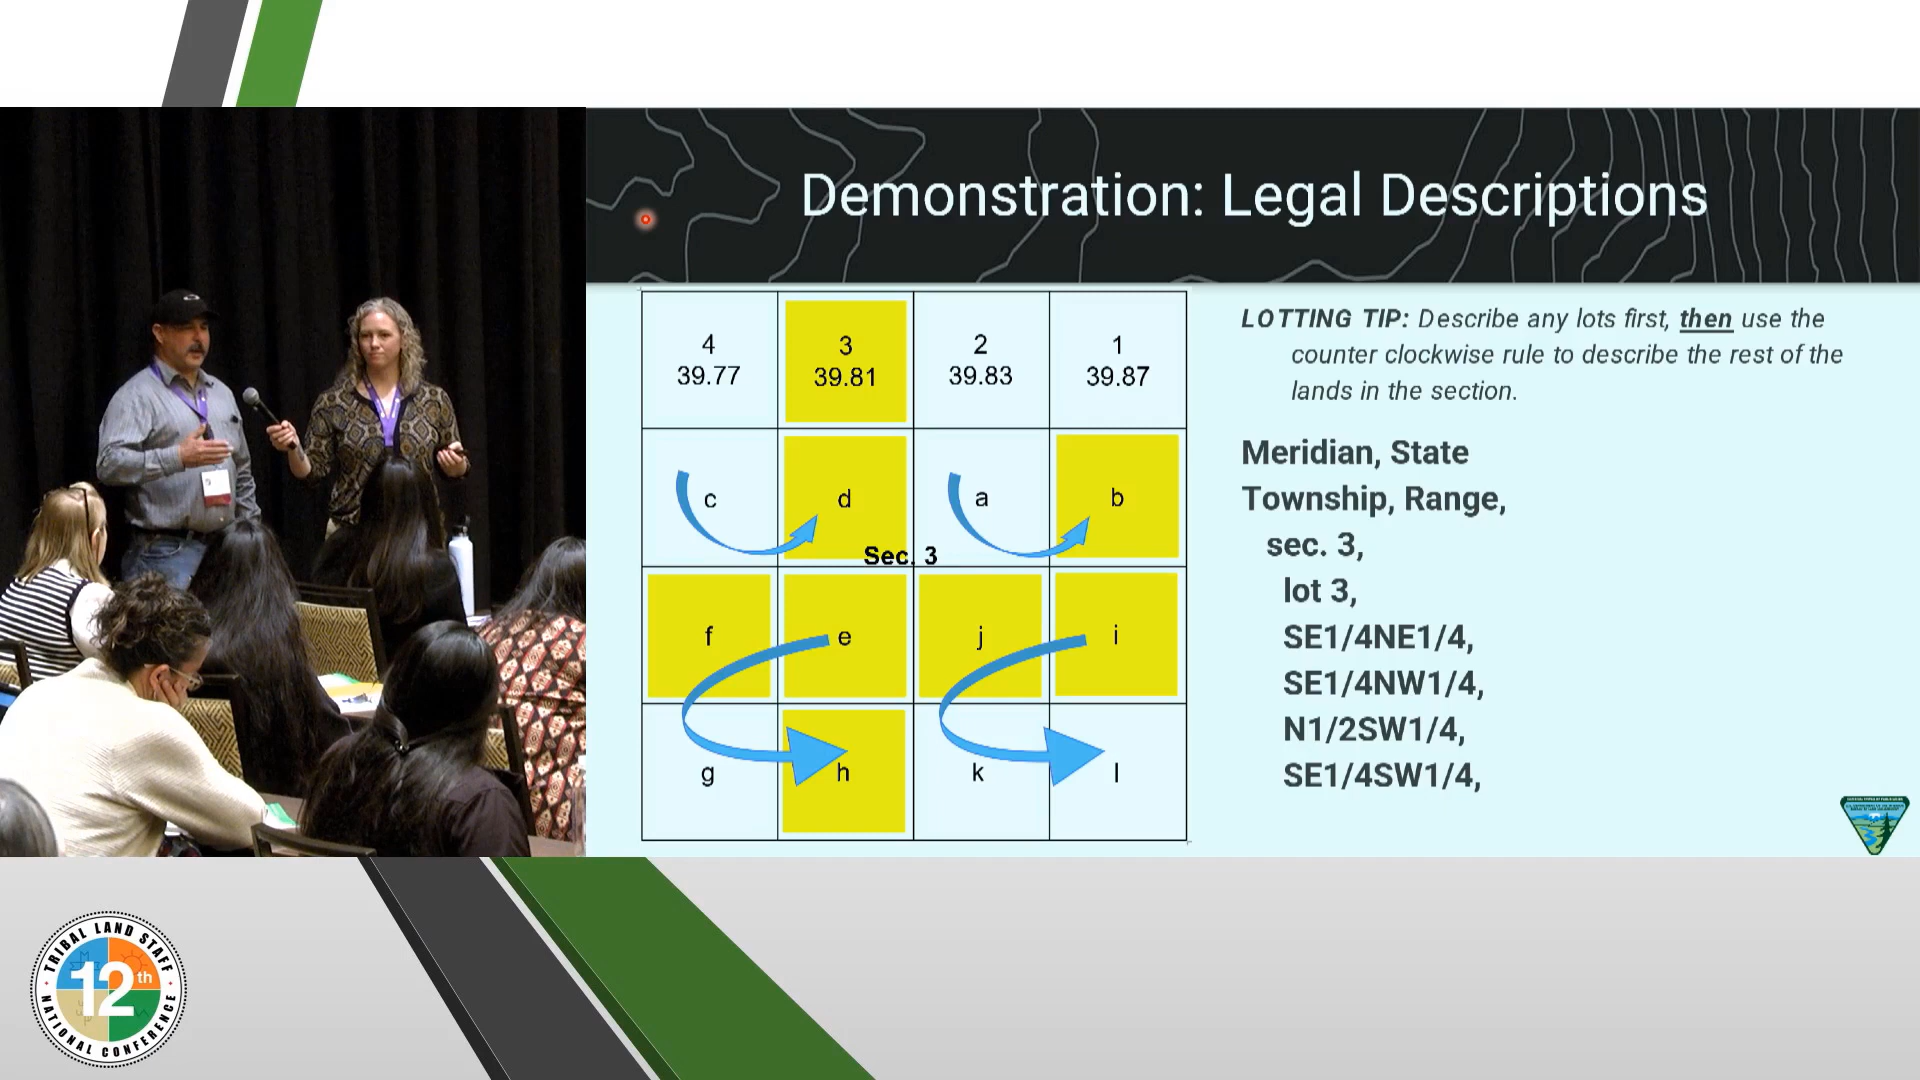 Demonstration: Legal Descriptions
4
39.77
3
39.81
2
39.83
1
39.87
c
d
a
b
Sec. 3
f
e
j
i
g
h
k
l
LOTTING TIP: Describe any lots first, then use the
counter clockwise rule to describe the rest of the
lands in the section.
Meridian, State
Township, Range,
sec. 3,
lot 3,
SE1/4NE1/4,
SE1/4NW1/4,
N1/2SW1/4,
SE1/4SW1/4,
TRIBAL LAND STAFF
12th
NATIONAL CONFERENCE